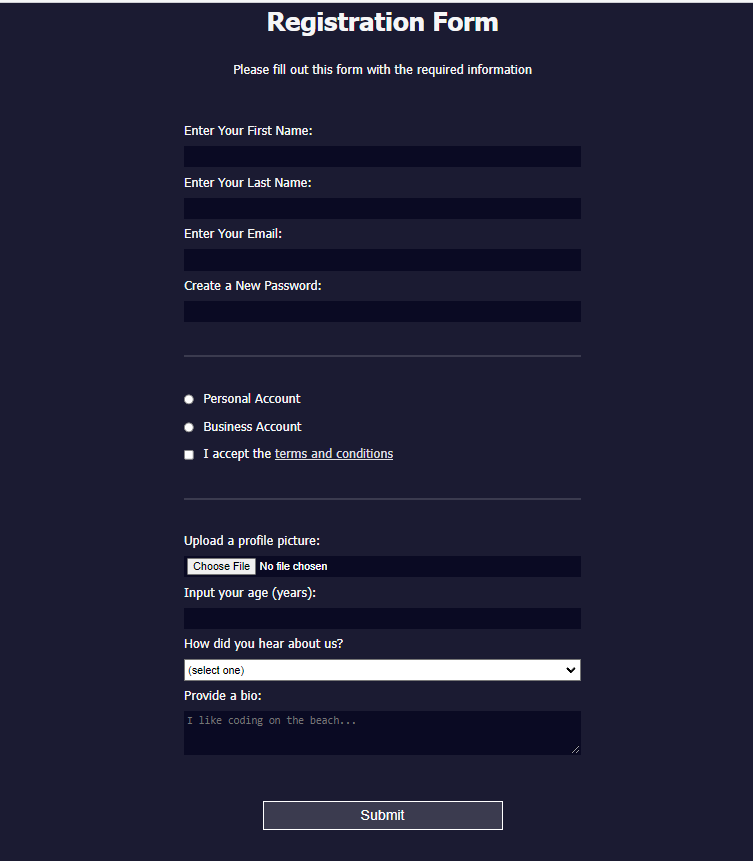 Registration Form
Please fill out this form with the required information
Enter Your First Name:
Enter Your Last Name:
Enter Your Email:
Create a New Password:
Personal Account
Business Account
I accept the terms and conditions
Upload a profile picture:
Choose File No file chosen
Input your age (years):
How did you hear about us?
(select one)
Provide a bio:
I like coding on the beach...
Submit